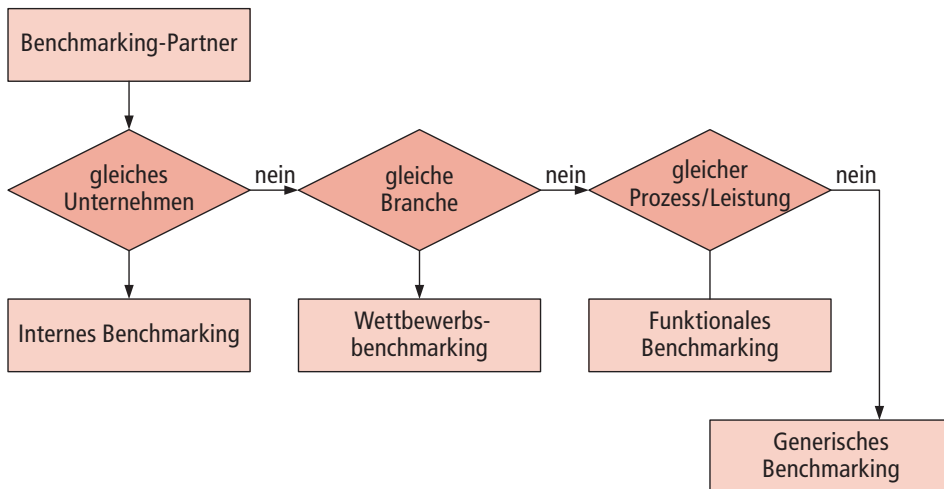 Benchmarking-Partner
gleiches
Unternehmen
nein
gleiche
Branche
nein
gleicher
Prozess/Leistung
nein
Internes Benchmarking
Wettbewerbs-
benchmarking
Funktionales
Benchmarking
Generisches
Benchmarking